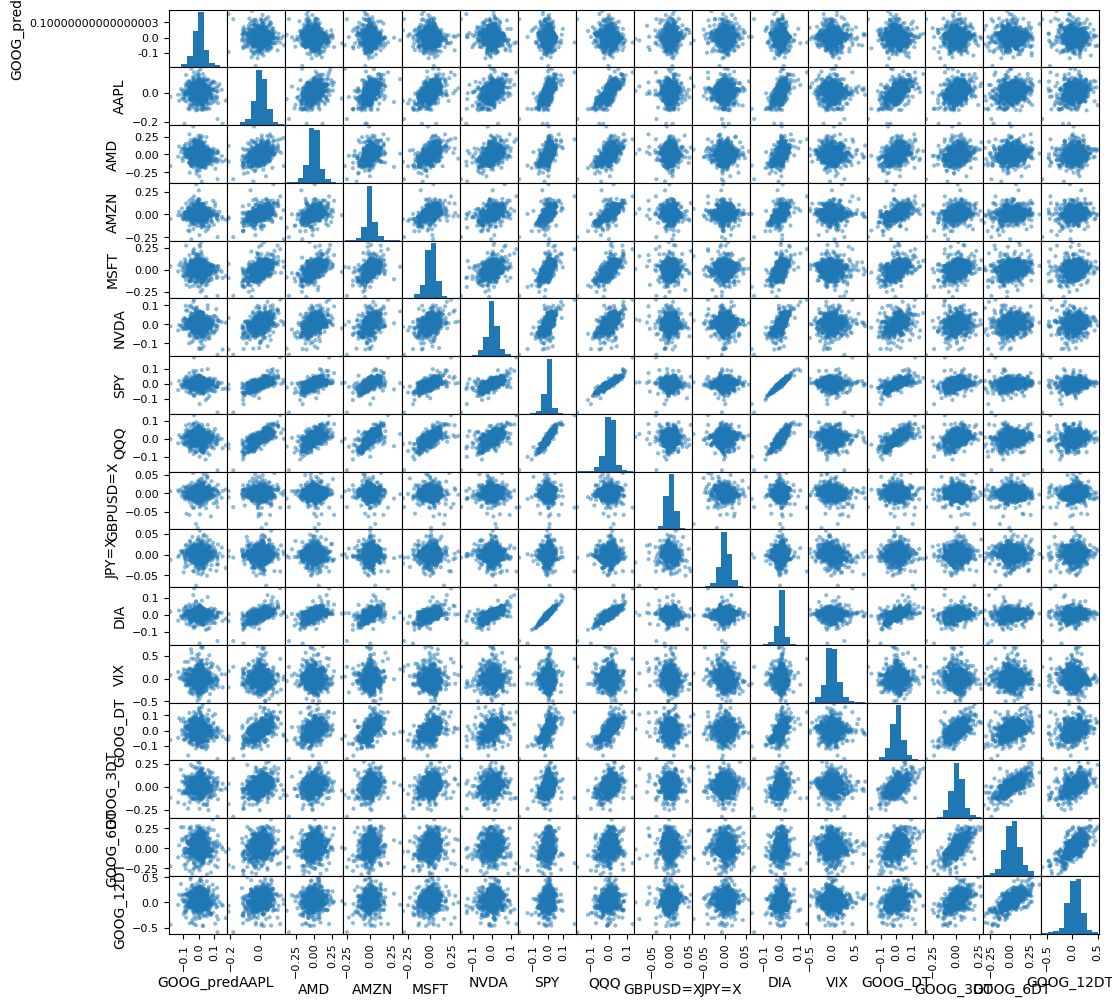 GOOG_pred
0.10000000000000003
0.0
−0.1
AAPL
0.0
−0.2
AMD
0.25
0.00
−0.25
AMZN
0.25
0.00
−0.25
MSFT
0.25
0.00
−0.25
NVDA
0.1
0.0
−0.1
SPY
0.1
0.0
−0.1
QQQ
0.1
0.0
−0.1
GBPUSD=X
0.05
0.00
−0.05
JPY=X
0.05
0.00
−0.05
DIA
0.1
0.0
−0.1
VIX
0.5
0.0
−0.5
GOOG_DT
0.1
0.0
−0.1
GOOG_3DT
0.25
0.00
−0.25
GOOG_6DT
0.25
0.00
−0.25
GOOG_12DT
0.5
0.0
−0.5
−0.1 0.0 0.1 −0.2 0.0 −0.25 0.00 0.25 −0.25 0.00 0.25 −0.25 0.00 0.25 −0.1 0.0 0.1 −0.1 0.0 0.1 −0.1 0.0 0.1 −0.05 0.00 0.05 −0.05 0.00 0.05 −0.1 0.0 0.1 −0.5 0.0 0.5 −0.1 0.0 0.1 −0.25 0.00 0.25 −0.25 0.00 0.25 −0.5 0.0 0.5
GOOG_pred AAPL AMD AMZN MSFT NVDA SPY QQQ GBPUSD=X JPY=X DIA VIX GOOG_DT GOOG_3DT GOOG_6DT GOOG_12DT